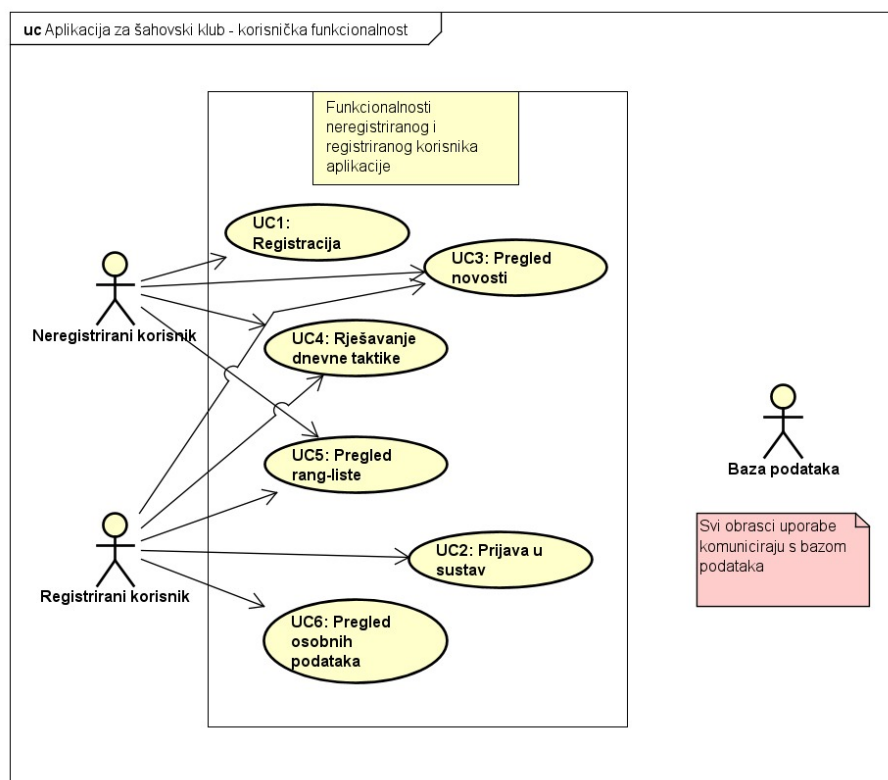 uc Aplikacija za šahovski klub - korisnička funkcionalnost
Funkcionalnosti
neregistriranog i
registriranog korisnika
aplikacije
UC1:
Registracija
UC3: Pregled
novosti
Neregistrirani korisnik
UC4: Rješavanje
dnevne taktike
UC5: Pregled
rang-liste
Baza podataka
Svi obrasci uporabe
komuniciraju s bazom
podataka
UC2: Prijava u
sustav
Registrirani korisnik
UC6: Pregled
osobnih
podataka